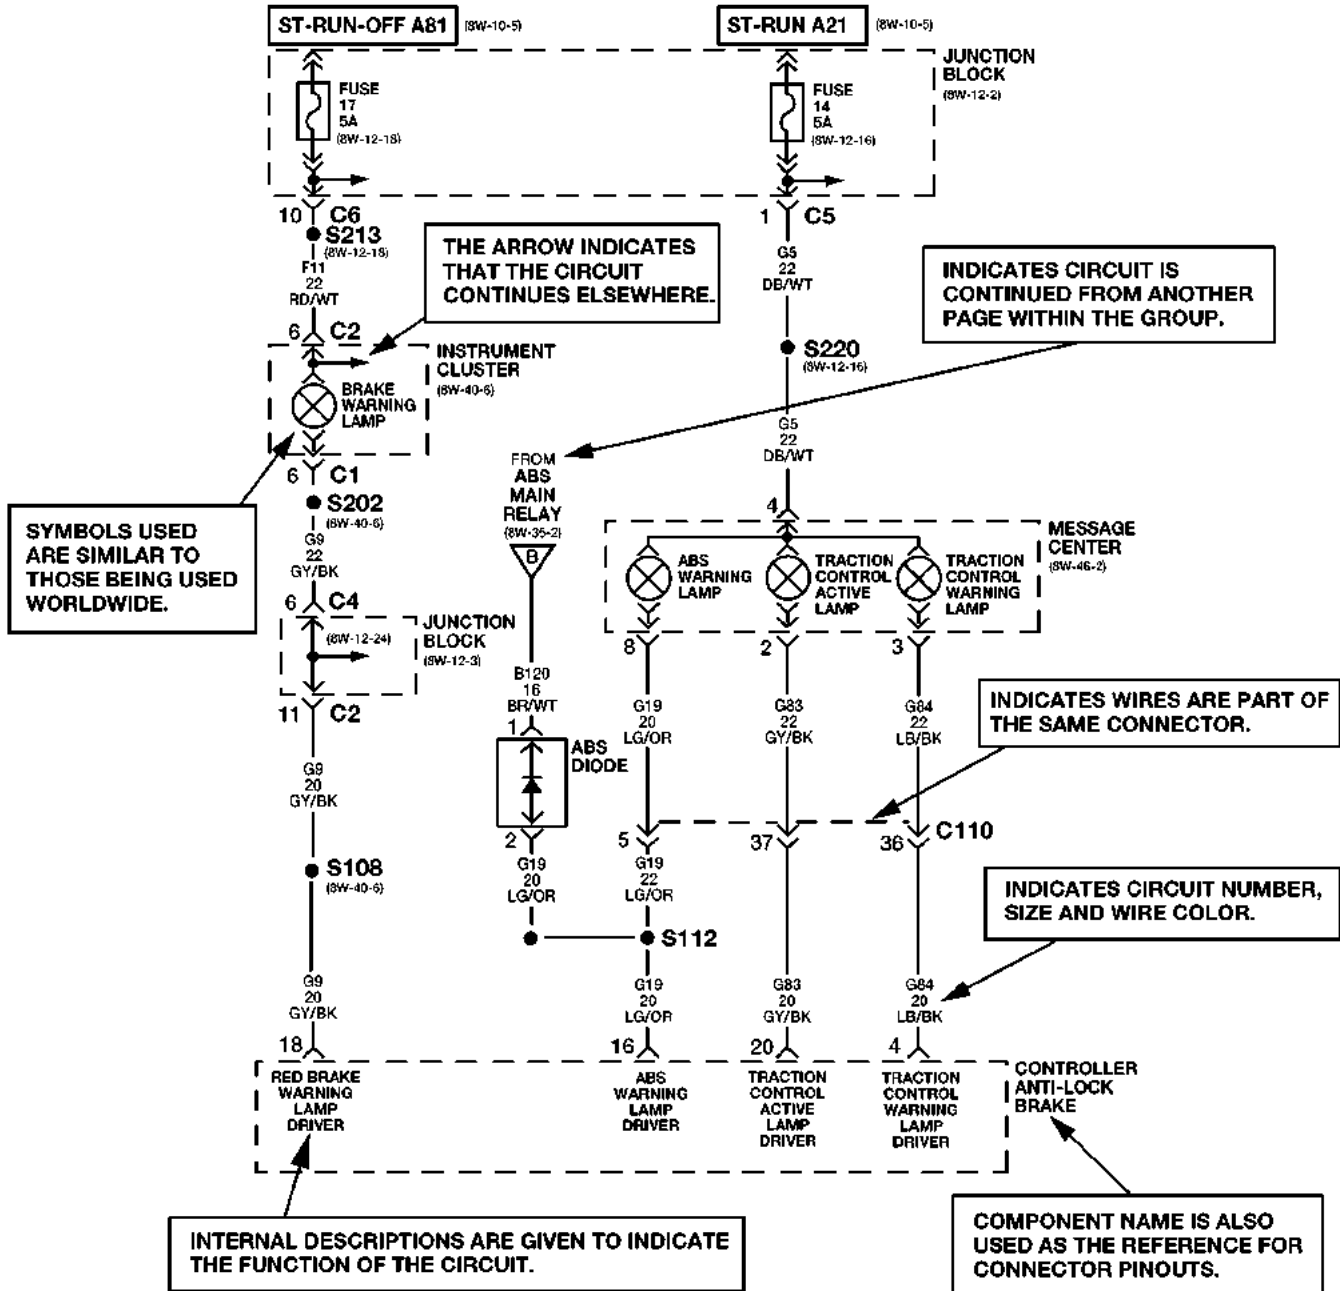 ST-RUN-OFF A81 (8W-10-5)
ST-RUN A21 (8W-10-5)
JUNCTION
BLOCK
(8W-12-2)
FUSE
17
5A
(8W-12-18)
FUSE
14
5A
(8W-12-16)
10 C6
S213
(8W-12-18)
F11
22
RD/WT
6 C2
1 C5
G5
22
DB/WT
THE ARROW INDICATES
THAT THE CIRCUIT
CONTINUES ELSEWHERE.
INDICATES CIRCUIT IS
CONTINUED FROM ANOTHER
PAGE WITHIN THE GROUP.
INSTRUMENT
CLUSTER
(8W-40-6)
BRAKE
WARNING
LAMP
S220
(8W-12-16)
G5
22
DB/WT
4
6 C1
S202
(8W-40-6)
G9
22
GY/BK
6 C4
SYMBOLS USED
ARE SIMILAR TO
THOSE BEING USED
WORLDWIDE.
FROM
ABS
MAIN
RELAY
(8W-35-2)
B
MESSAGE
CENTER
(8W-46-2)
ABS
WARNING
LAMP
TRACTION
CONTROL
ACTIVE
LAMP
TRACTION
CONTROL
WARNING
LAMP
(8W-12-24)
JUNCTION
BLOCK
(8W-12-3)
8 2 3
11 C2
B120
16
BR/WT
1
G19
20
LG/OR
G83
22
GY/BK
G84
22
LB/BK
INDICATES WIRES ARE PART OF
THE SAME CONNECTOR.
ABS
DIODE
G9
20
GY/BK
2 5 37 36 C110
S108
(8W-40-6)
G19
20
LG/OR
G19
22
LG/OR
INDICATES CIRCUIT NUMBER,
SIZE AND WIRE COLOR.
S112
G9
20
GY/BK
G19
20
LG/OR
G83
20
GY/BK
G84
20
LB/BK
18 16 20 4
RED BRAKE
WARNING
LAMP
DRIVER
ABS
WARNING
LAMP
DRIVER
TRACTION
CONTROL
ACTIVE
LAMP
DRIVER
TRACTION
CONTROL
WARNING
LAMP
DRIVER
CONTROLLER
ANTI-LOCK
BRAKE
INTERNAL DESCRIPTIONS ARE GIVEN TO INDICATE
THE FUNCTION OF THE CIRCUIT.
COMPONENT NAME IS ALSO
USED AS THE REFERENCE FOR
CONNECTOR PINOUTS.